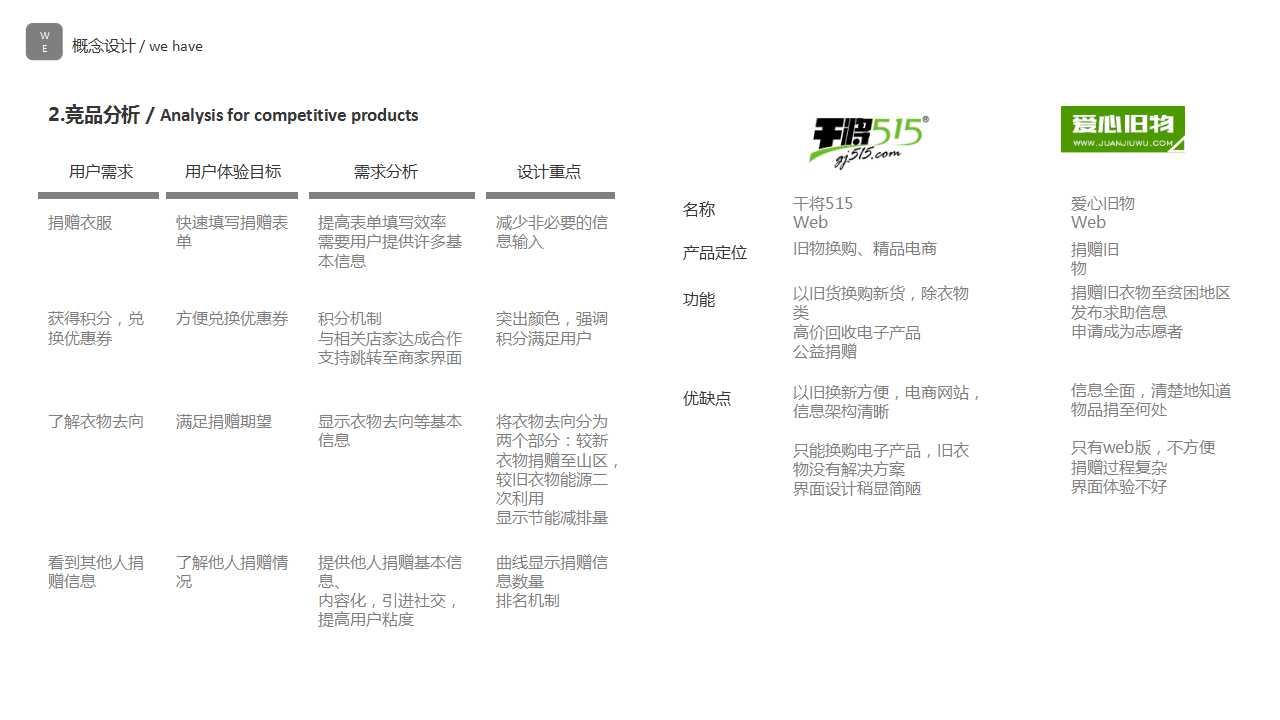 W
E
概念设计 / we have
2.竞品分析 / Analysis for competitive products
用户需求
用户体验目标
需求分析
设计重点
捐赠衣服
快速填写捐赠表
单
提高表单填写效率
需要用户提供许多基
本信息
减少非必要的信
息输入
获得积分，兑
换优惠券
方便兑换优惠券
积分机制
与相关店家达成合作
支持跳转至商家界面
突出颜色，强调
积分满足用户
了解衣物去向
满足捐赠期望
显示衣物去向等基本
信息
将衣物去向分为
两个部分：较新
衣物捐赠至山区，
较旧衣物能源二
次利用
显示节能减排量
看到其他人捐
赠信息
了解他人捐赠情
况
提供他人捐赠基本信
息、
内容化，引进社交，
提高用户粘度
曲线显示捐赠信
息数量
排名机制
干将515®
gj515.com
爱心旧物
WWW.JUANJIUWU.COM
名称
干将515
Web
爱心旧物
Web
产品定位
旧物换购、精品电商
捐赠旧
物
功能
以旧货换购新货，除衣物
类
高价回收电子产品
公益捐赠
捐赠旧衣物至贫困地区
发布求助信息
申请成为志愿者
优缺点
以旧换新方便，电商网站，
信息架构清晰
只能换购电子产品，旧衣
物没有解决方案
界面设计稍显简陋
信息全面，清楚地知道
物品捐至何处
只有web版，不方便
捐赠过程复杂
界面体验不好